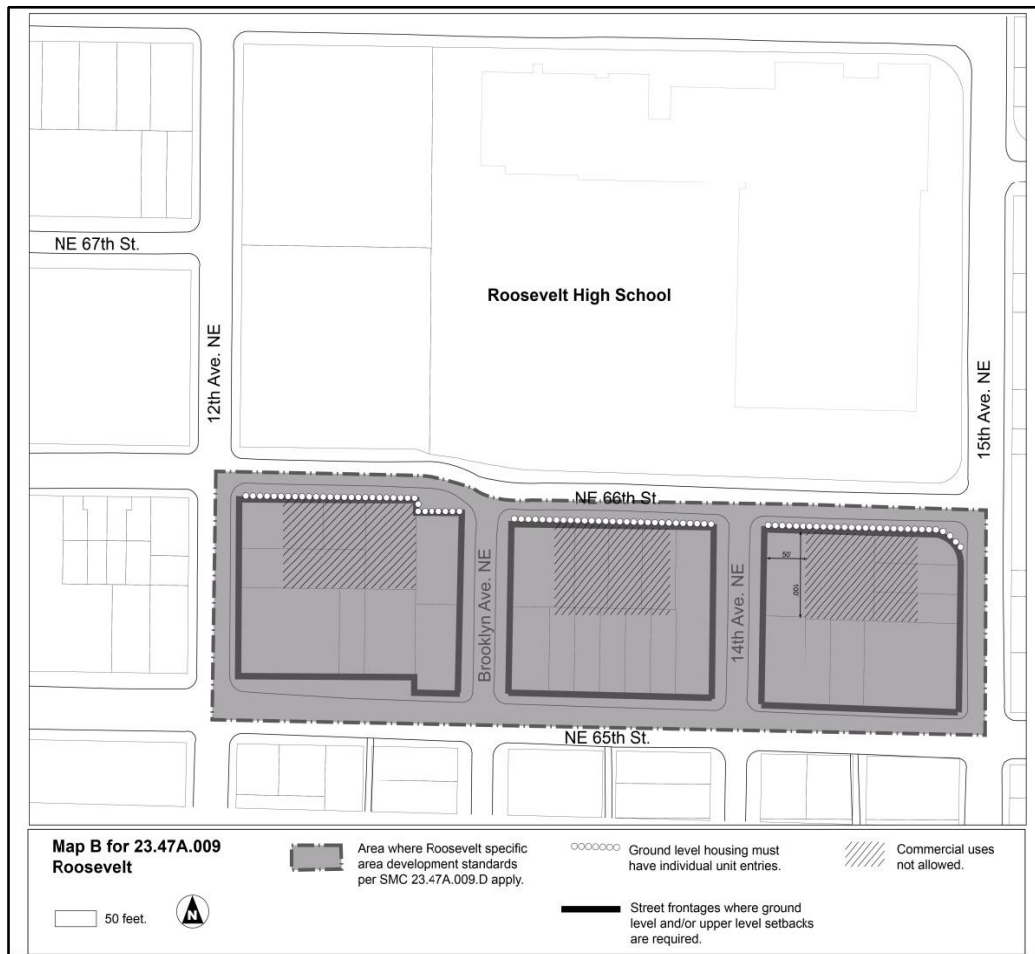 NE 67th St.
Roosevelt High School
12th Ave. NE
15th Ave. NE
NE 66th St.
Brooklyn Ave. NE
14th Ave. NE
50'
100'
NE 65th St.
Map B for 23.47A.009
Roosevelt
50 feet.
N
Area where Roosevelt specific
area development standards
per SMC 23.47A.009.D apply.
Ground level housing must
have individual unit entries.
Commercial uses
not allowed.
Street frontages where ground
level and/or upper level setbacks
are required.